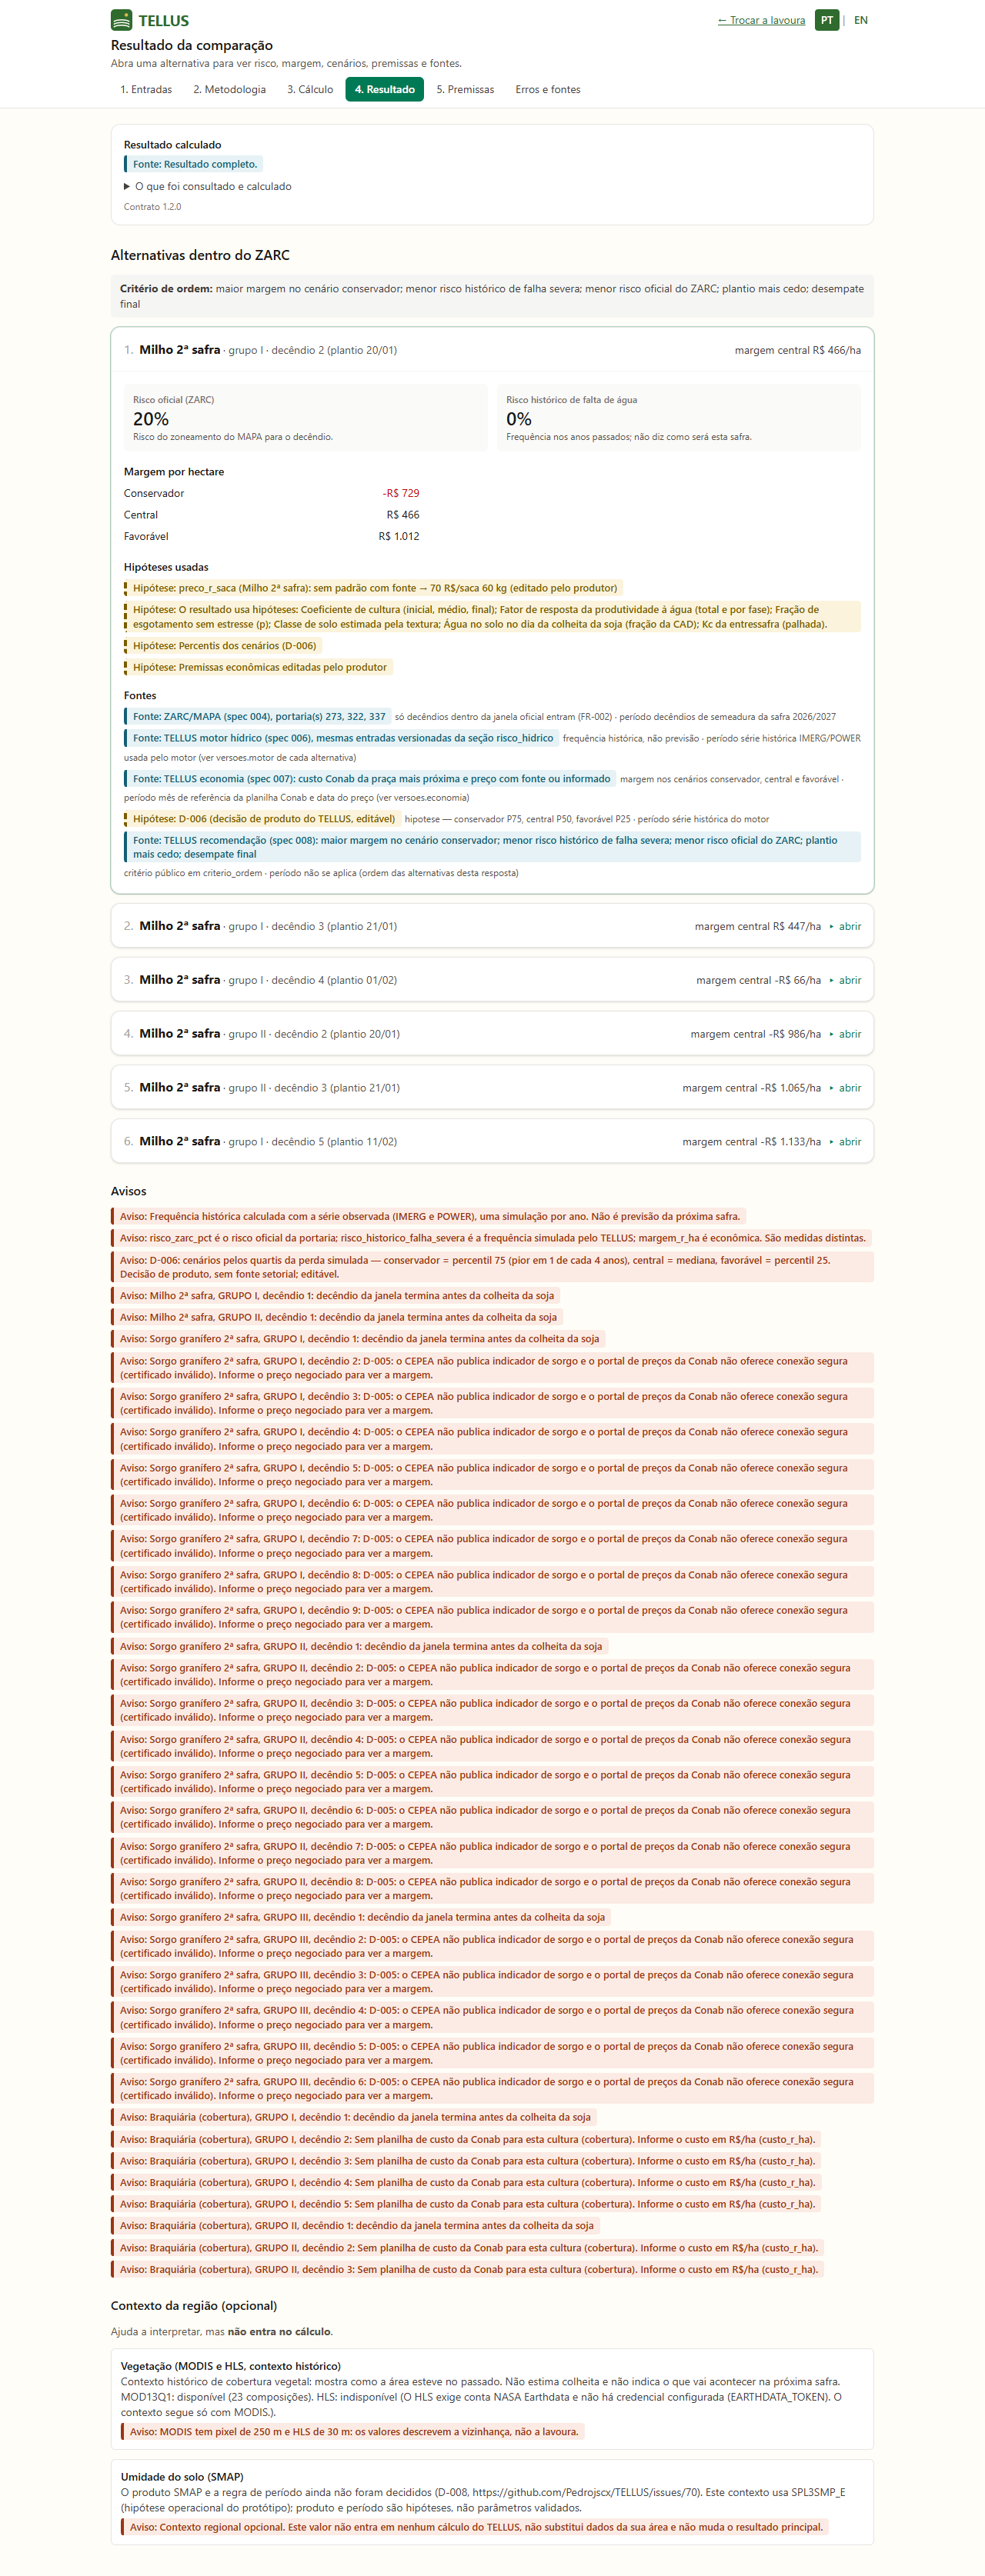 TELLUS
← Trocar a lavoura PT | EN
Resultado da comparação
Abra uma alternativa para ver risco, margem, cenários, premissas e fontes.
1. Entradas 2. Metodologia 3. Cálculo 4. Resultado 5. Premissas Erros e fontes
Resultado calculado
Fonte: Resultado completo.
▶ O que foi consultado e calculado
Contrato 1.2.0
Alternativas dentro do ZARC
Critério de ordem: maior margem no cenário conservador; menor risco histórico de falha severa; menor risco oficial do ZARC; plantio mais cedo; desempate
final
1. Milho 2ª safra · grupo I · decêndio 2 (plantio 20/01) margem central R$ 466/ha
Risco oficial (ZARC)
20%
Risco do zoneamento do MAPA para o decêndio.
Risco histórico de falta de água
0%
Frequência nos anos passados; não diz como será esta safra.
Margem por hectare
Conservador -R$ 729
Central R$ 466
Favorável R$ 1.012
Hipóteses usadas
Hipótese: preco_r_saca (Milho 2ª safra): sem padrão com fonte → 70 R$/saca 60 kg (editado pelo produtor)
Hipótese: O resultado usa hipóteses: Coeficiente de cultura (inicial, médio, final); Fator de resposta da produtividade à água (total e por fase); Fração de
esgotamento sem estresse (p); Classe de solo estimada pela textura; Água no solo no dia da colheita da soja (fração da CAD); Kc da entressafra (palhada).
Hipótese: Percentis dos cenários (D-006)
Hipótese: Premissas econômicas editadas pelo produtor
Fontes
Fonte: ZARC/MAPA (spec 004), portaria(s) 273, 322, 337 só decêndios dentro da janela oficial entram (FR-002) · período decêndios de semeadura da safra 2026/2027
Fonte: TELLUS motor hídrico (spec 006), mesmas entradas versionadas da seção risco_hidrico frequência histórica, não previsão · período série histórica IMERG/POWER
usada pelo motor (ver versoes.motor de cada alternativa)
Fonte: TELLUS economia (spec 007): custo Conab da praça mais próxima e preço com fonte ou informado margem nos cenários conservador, central e favorável ·
período mês de referência da planilha Conab e data do preço (ver versoes.economia)
Hipótese: D-006 (decisão de produto do TELLUS, editável) hipotese — conservador P75, central P50, favorável P25 · período série histórica do motor
Fonte: TELLUS recomendação (spec 008): maior margem no cenário conservador; menor risco histórico de falha severa; menor risco oficial do ZARC; plantio
mais cedo; desempate final
critério público em criterio_ordem · período não se aplica (ordem das alternativas desta resposta)
2. Milho 2ª safra · grupo I · decêndio 3 (plantio 21/01) margem central R$ 447/ha ▸ abrir
3. Milho 2ª safra · grupo I · decêndio 4 (plantio 01/02) margem central -R$ 66/ha ▸ abrir
4. Milho 2ª safra · grupo II · decêndio 2 (plantio 20/01) margem central -R$ 986/ha ▸ abrir
5. Milho 2ª safra · grupo II · decêndio 3 (plantio 21/01) margem central -R$ 1.065/ha ▸ abrir
6. Milho 2ª safra · grupo I · decêndio 5 (plantio 11/02) margem central -R$ 1.133/ha ▸ abrir
Avisos
Aviso: Frequência histórica calculada com a série observada (IMERG e POWER), uma simulação por ano. Não é previsão da próxima safra.
Aviso: risco_zarc_pct é o risco oficial da portaria; risco_historico_falha_severa é a frequência simulada pelo TELLUS; margem_r_ha é econômica. São medidas distintas.
Aviso: D-006: cenários pelos quartis da perda simulada — conservador = percentil 75 (pior em 1 de cada 4 anos), central = mediana, favorável = percentil 25.
Decisão de produto, sem fonte setorial; editável.
Aviso: Milho 2ª safra, GRUPO I, decêndio 1: decêndio da janela termina antes da colheita da soja
Aviso: Milho 2ª safra, GRUPO II, decêndio 1: decêndio da janela termina antes da colheita da soja
Aviso: Sorgo granífero 2ª safra, GRUPO I, decêndio 1: decêndio da janela termina antes da colheita da soja
Aviso: Sorgo granífero 2ª safra, GRUPO I, decêndio 2: D-005: o CEPEA não publica indicador de sorgo e o portal de preços da Conab não oferece conexão segura
(certificado inválido). Informe o preço negociado para ver a margem.
Aviso: Sorgo granífero 2ª safra, GRUPO I, decêndio 3: D-005: o CEPEA não publica indicador de sorgo e o portal de preços da Conab não oferece conexão segura
(certificado inválido). Informe o preço negociado para ver a margem.
Aviso: Sorgo granífero 2ª safra, GRUPO I, decêndio 4: D-005: o CEPEA não publica indicador de sorgo e o portal de preços da Conab não oferece conexão segura
(certificado inválido). Informe o preço negociado para ver a margem.
Aviso: Sorgo granífero 2ª safra, GRUPO I, decêndio 5: D-005: o CEPEA não publica indicador de sorgo e o portal de preços da Conab não oferece conexão segura
(certificado inválido). Informe o preço negociado para ver a margem.
Aviso: Sorgo granífero 2ª safra, GRUPO I, decêndio 6: D-005: o CEPEA não publica indicador de sorgo e o portal de preços da Conab não oferece conexão segura
(certificado inválido). Informe o preço negociado para ver a margem.
Aviso: Sorgo granífero 2ª safra, GRUPO I, decêndio 7: D-005: o CEPEA não publica indicador de sorgo e o portal de preços da Conab não oferece conexão segura
(certificado inválido). Informe o preço negociado para ver a margem.
Aviso: Sorgo granífero 2ª safra, GRUPO I, decêndio 8: D-005: o CEPEA não publica indicador de sorgo e o portal de preços da Conab não oferece conexão segura
(certificado inválido). Informe o preço negociado para ver a margem.
Aviso: Sorgo granífero 2ª safra, GRUPO I, decêndio 9: D-005: o CEPEA não publica indicador de sorgo e o portal de preços da Conab não oferece conexão segura
(certificado inválido). Informe o preço negociado para ver a margem.
Aviso: Sorgo granífero 2ª safra, GRUPO II, decêndio 1: decêndio da janela termina antes da colheita da soja
Aviso: Sorgo granífero 2ª safra, GRUPO II, decêndio 2: D-005: o CEPEA não publica indicador de sorgo e o portal de preços da Conab não oferece conexão segura
(certificado inválido). Informe o preço negociado para ver a margem.
Aviso: Sorgo granífero 2ª safra, GRUPO II, decêndio 3: D-005: o CEPEA não publica indicador de sorgo e o portal de preços da Conab não oferece conexão segura
(certificado inválido). Informe o preço negociado para ver a margem.
Aviso: Sorgo granífero 2ª safra, GRUPO II, decêndio 4: D-005: o CEPEA não publica indicador de sorgo e o portal de preços da Conab não oferece conexão segura
(certificado inválido). Informe o preço negociado para ver a margem.
Aviso: Sorgo granífero 2ª safra, GRUPO II, decêndio 5: D-005: o CEPEA não publica indicador de sorgo e o portal de preços da Conab não oferece conexão segura
(certificado inválido). Informe o preço negociado para ver a margem.
Aviso: Sorgo granífero 2ª safra, GRUPO II, decêndio 6: D-005: o CEPEA não publica indicador de sorgo e o portal de preços da Conab não oferece conexão segura
(certificado inválido). Informe o preço negociado para ver a margem.
Aviso: Sorgo granífero 2ª safra, GRUPO II, decêndio 7: D-005: o CEPEA não publica indicador de sorgo e o portal de preços da Conab não oferece conexão segura
(certificado inválido). Informe o preço negociado para ver a margem.
Aviso: Sorgo granífero 2ª safra, GRUPO II, decêndio 8: D-005: o CEPEA não publica indicador de sorgo e o portal de preços da Conab não oferece conexão segura
(certificado inválido). Informe o preço negociado para ver a margem.
Aviso: Sorgo granífero 2ª safra, GRUPO III, decêndio 1: decêndio da janela termina antes da colheita da soja
Aviso: Sorgo granífero 2ª safra, GRUPO III, decêndio 2: D-005: o CEPEA não publica indicador de sorgo e o portal de preços da Conab não oferece conexão segura
(certificado inválido). Informe o preço negociado para ver a margem.
Aviso: Sorgo granífero 2ª safra, GRUPO III, decêndio 3: D-005: o CEPEA não publica indicador de sorgo e o portal de preços da Conab não oferece conexão segura
(certificado inválido). Informe o preço negociado para ver a margem.
Aviso: Sorgo granífero 2ª safra, GRUPO III, decêndio 4: D-005: o CEPEA não publica indicador de sorgo e o portal de preços da Conab não oferece conexão segura
(certificado inválido). Informe o preço negociado para ver a margem.
Aviso: Sorgo granífero 2ª safra, GRUPO III, decêndio 5: D-005: o CEPEA não publica indicador de sorgo e o portal de preços da Conab não oferece conexão segura
(certificado inválido). Informe o preço negociado para ver a margem.
Aviso: Sorgo granífero 2ª safra, GRUPO III, decêndio 6: D-005: o CEPEA não publica indicador de sorgo e o portal de preços da Conab não oferece conexão segura
(certificado inválido). Informe o preço negociado para ver a margem.
Aviso: Braquiária (cobertura), GRUPO I, decêndio 1: decêndio da janela termina antes da colheita da soja
Aviso: Braquiária (cobertura), GRUPO I, decêndio 2: Sem planilha de custo da Conab para esta cultura (cobertura). Informe o custo em R$/ha (custo_r_ha).
Aviso: Braquiária (cobertura), GRUPO I, decêndio 3: Sem planilha de custo da Conab para esta cultura (cobertura). Informe o custo em R$/ha (custo_r_ha).
Aviso: Braquiária (cobertura), GRUPO I, decêndio 4: Sem planilha de custo da Conab para esta cultura (cobertura). Informe o custo em R$/ha (custo_r_ha).
Aviso: Braquiária (cobertura), GRUPO I, decêndio 5: Sem planilha de custo da Conab para esta cultura (cobertura). Informe o custo em R$/ha (custo_r_ha).
Aviso: Braquiária (cobertura), GRUPO II, decêndio 1: decêndio da janela termina antes da colheita da soja
Aviso: Braquiária (cobertura), GRUPO II, decêndio 2: Sem planilha de custo da Conab para esta cultura (cobertura). Informe o custo em R$/ha (custo_r_ha).
Aviso: Braquiária (cobertura), GRUPO II, decêndio 3: Sem planilha de custo da Conab para esta cultura (cobertura). Informe o custo em R$/ha (custo_r_ha).
Contexto da região (opcional)
Ajuda a interpretar, mas não entra no cálculo.
Vegetação (MODIS e HLS, contexto histórico)
Contexto histórico de cobertura vegetal: mostra como a área esteve no passado. Não estima colheita e não indica o que vai acontecer na próxima safra.
MOD13Q1: disponível (23 composições). HLS: indisponível (O HLS exige conta NASA Earthdata e não há credencial configurada (EARTHDATA_TOKEN). O
contexto segue só com MODIS.).
Aviso: MODIS tem pixel de 250 m e HLS de 30 m: os valores descrevem a vizinhança, não a lavoura.
Umidade do solo (SMAP)
O produto SMAP e a regra de período ainda não foram decididos (D-008, https://github.com/Pedrojscx/TELLUS/issues/70). Este contexto usa SPL3SMP_E
(hipótese operacional do protótipo); produto e período são hipóteses, não parâmetros validados.
Aviso: Contexto regional opcional. Este valor não entra em nenhum cálculo do TELLUS, não substitui dados da sua área e não muda o resultado principal.